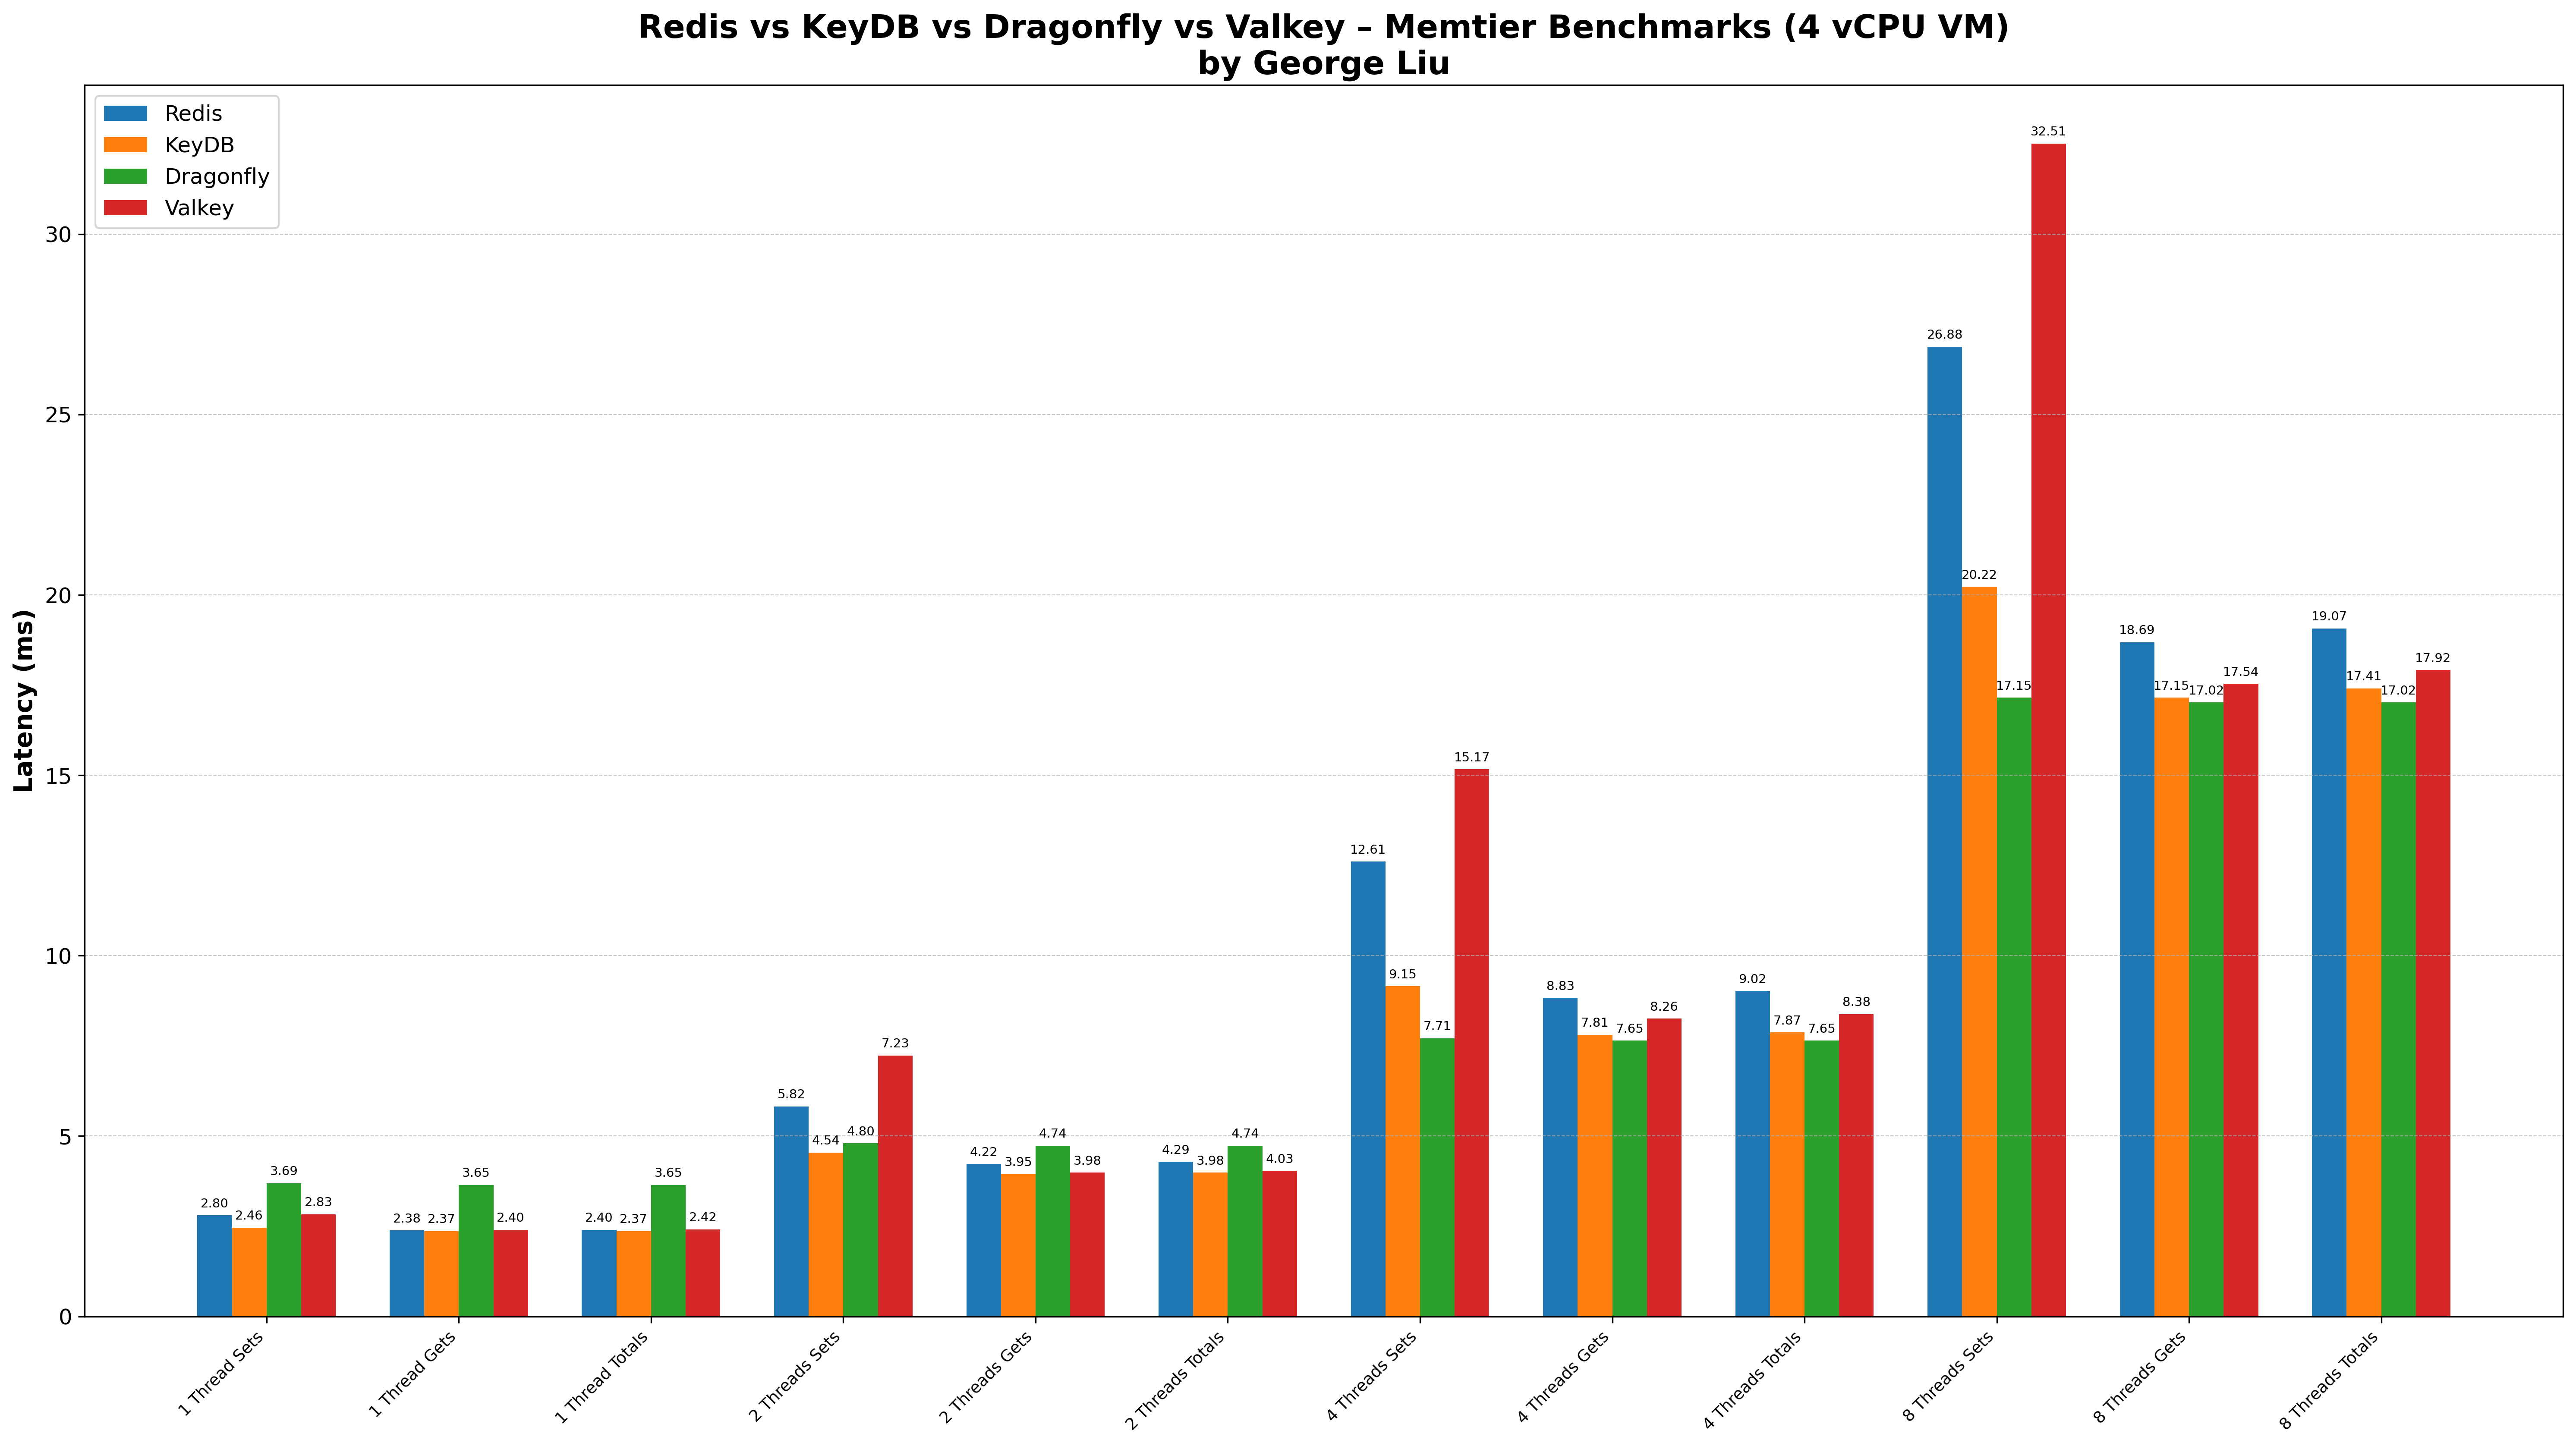 Redis vs KeyDB vs Dragonfly vs Valkey – Memtier Benchmarks (4 vCPU VM)
by George Liu
Redis
KeyDB
Dragonfly
Valkey
Latency (ms)
30
25
20
15
10
5
0
2.80
2.46
3.69
2.83
2.38
2.37
3.65
2.40
2.40
2.37
3.65
2.42
5.82
4.54
4.80
7.23
4.22
3.95
4.74
3.98
4.29
3.98
4.74
4.03
12.61
9.15
7.71
15.17
8.83
7.81
7.65
8.26
9.02
7.87
7.65
8.38
26.88
20.22
17.15
32.51
18.69
17.15
17.02
17.54
19.07
17.41
17.02
17.92
1 Thread Sets
1 Thread Gets
1 Thread Totals
2 Threads Sets
2 Threads Gets
2 Threads Totals
4 Threads Sets
4 Threads Gets
4 Threads Totals
8 Threads Sets
8 Threads Gets
8 Threads Totals